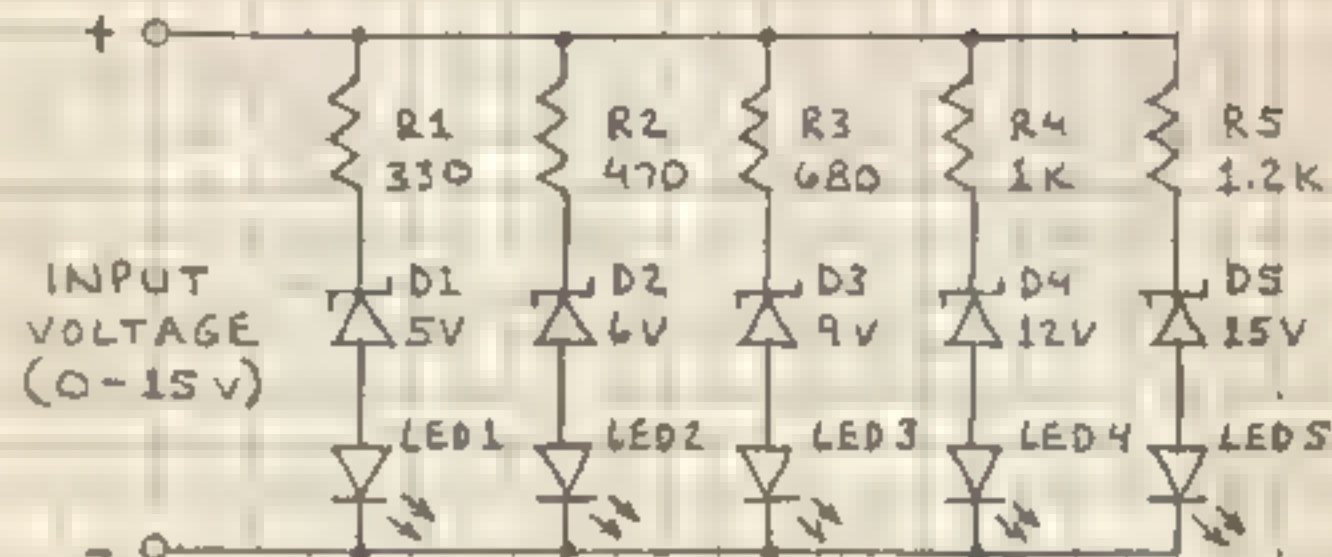 +
R1
330
R2
470
R3
680
R4
1K
R5
1.2K
INPUT
VOLTAGE
(0-15V)
D1
5V
D2
6V
D3
9V
D4
12V
D5
15V
LED1
LED2
LED3
LED4
LED5
-